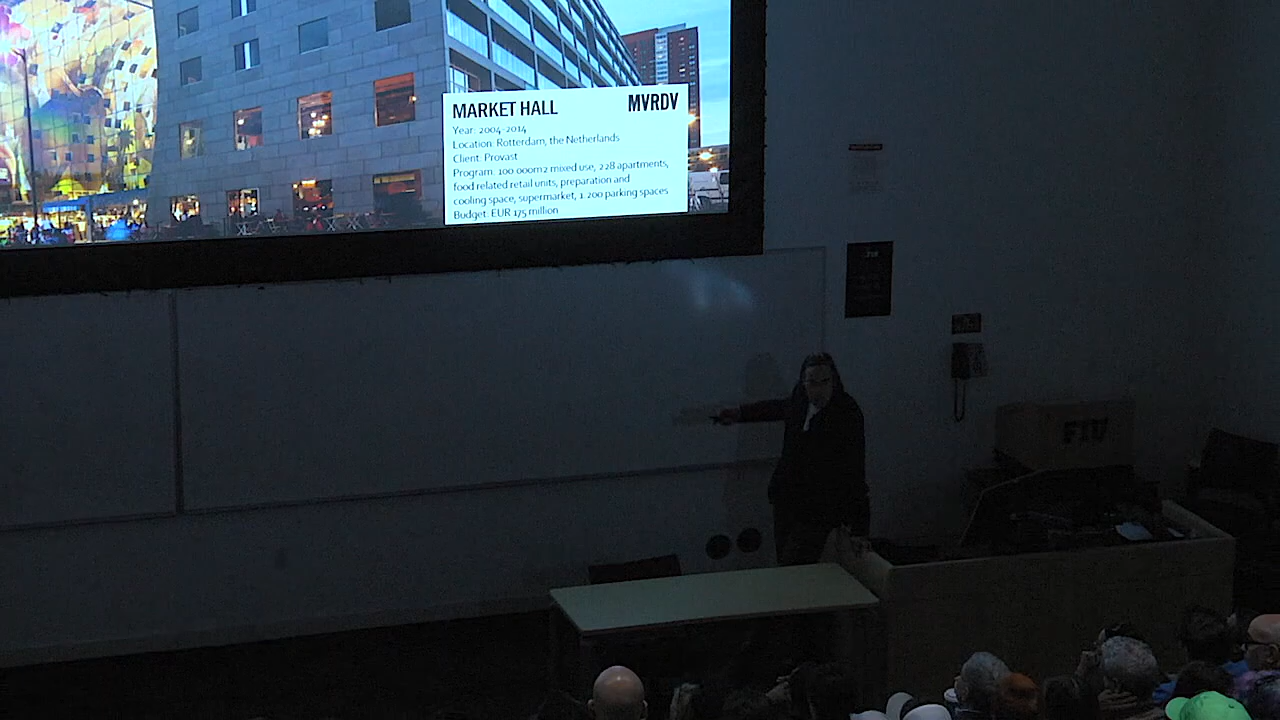 MARKET HALL MVRDV
Year: 2004-2014
Location: Rotterdam, the Netherlands
Client: Provast
Program: 100.000m2 mixed use, 228 apartments,
food related retail units, preparation and
cooling space, supermarket, 1.200 parking spaces
Budget: EUR 175 million
FIU